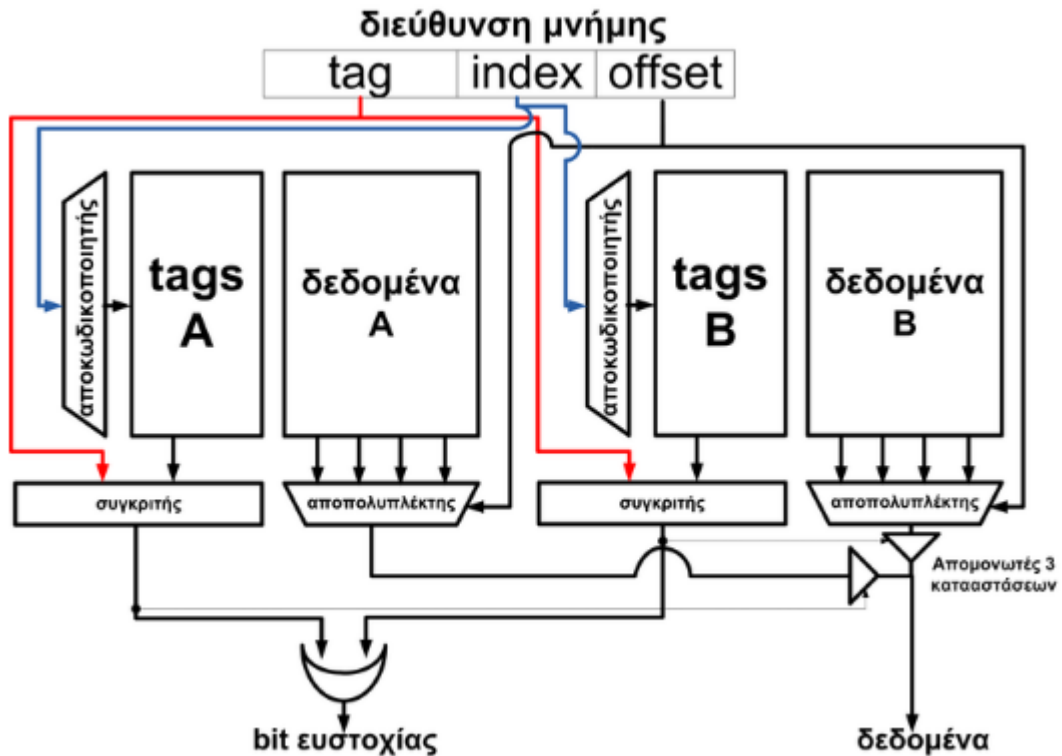 διεύθυνση μνήμης
tag index offset
αποκωδικοποιητής
tags
A
δεδομένα
A
αποκωδικοποιητής
tags
B
δεδομένα
B
συγκριτής
αποπολυπλέκτης
συγκριτής
αποπολυπλέκτης
Απομονωτές 3
κατααστάσεων
bit ευστοχίας
δεδομένα